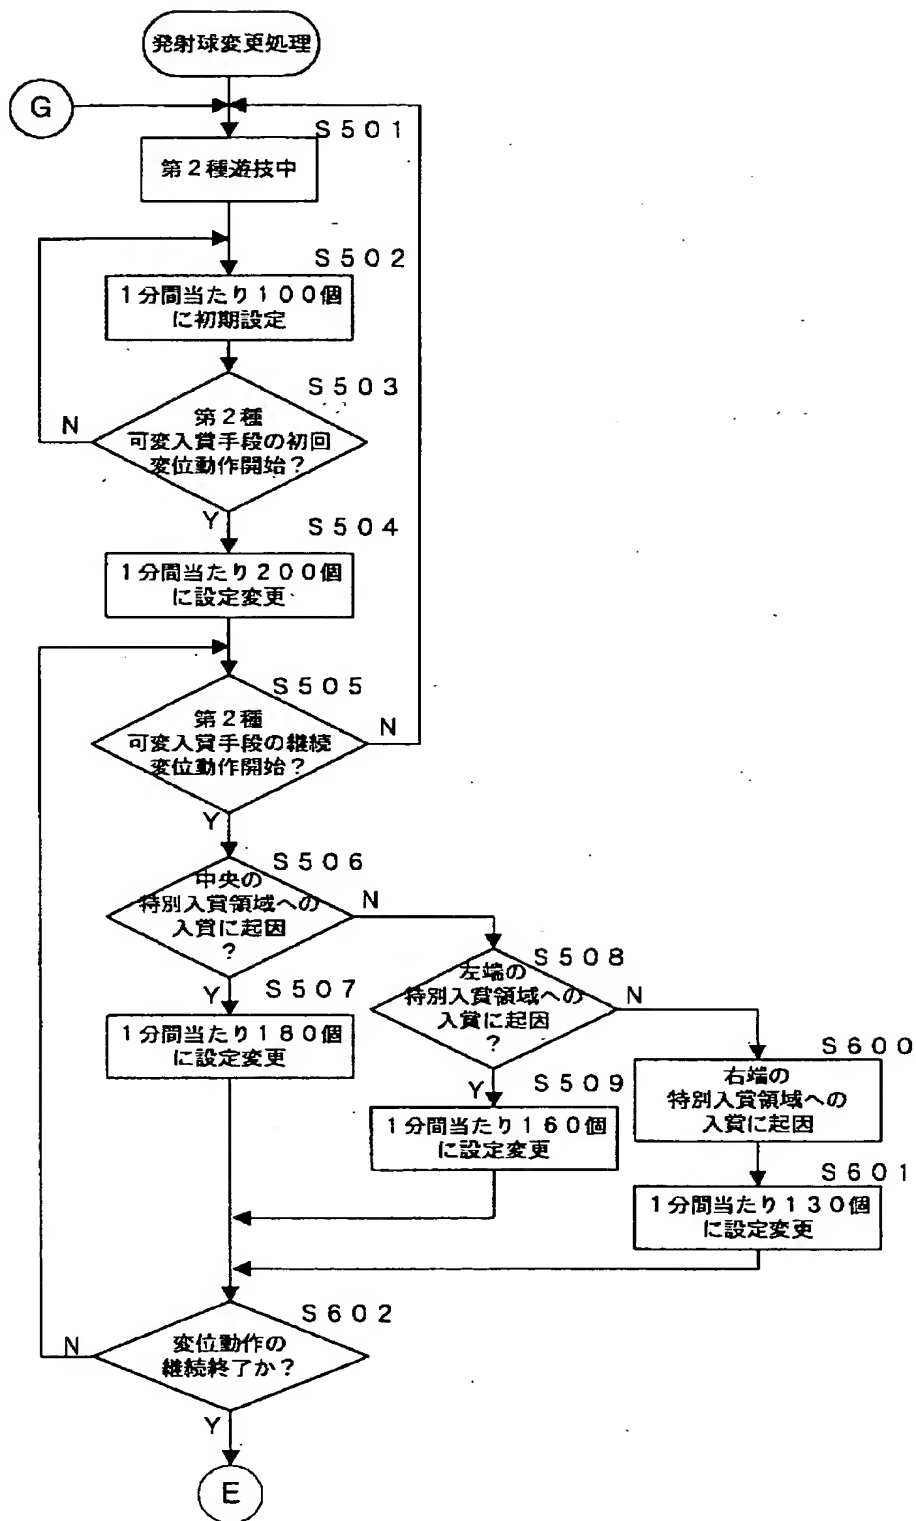 発射球変更処理
G
S501
第2種遊技中
S502
1分間当たり100個
に初期設定
S503
N
第2種
可変入賞手段の初回
変位動作開始?
Y
S504
1分間当たり200個
に設定変更
S505
第2種
可変入賞手段の継続
変位動作開始?
N
Y
S506
中央の
特別入賞領域への
入賞に起因
?
N
Y
S507
1分間当たり180個
に設定変更
S508
左端の
特別入賞領域への
入賞に起因
?
N
Y
S509
1分間当たり160個
に設定変更
S600
右端の
特別入賞領域への
入賞に起因
S601
1分間当たり130個
に設定変更
S602
N
変位動作の
継続終了か?
Y
E